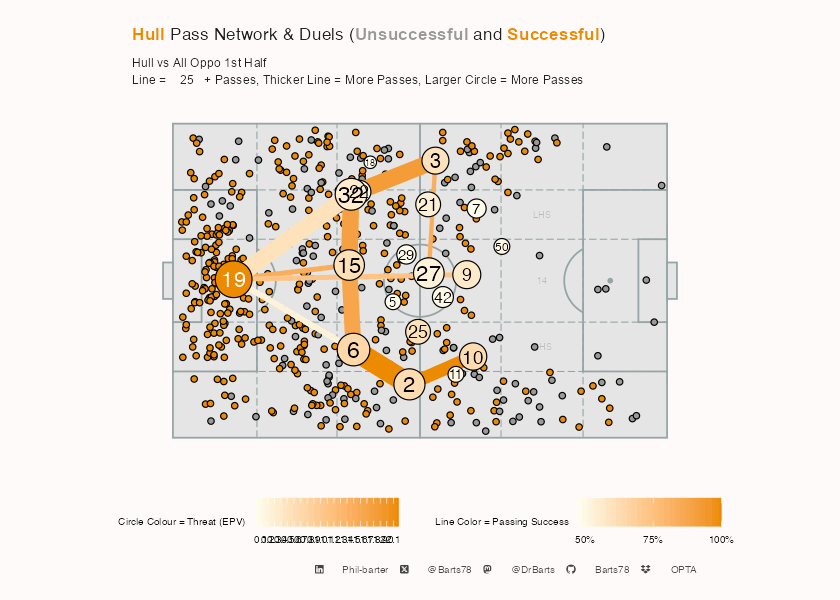 Hull Pass Network & Duels (Unsuccessful and Successful)
Hull vs All Oppo 1st Half
Line = 25 + Passes, Thicker Line = More Passes, Larger Circle = More Passes
18
3
32
21
7
LHS
50
29
15
19
27
9
14
42
5
25
6
10
HS
11
2
Circle Colour = Threat (EPV)
Line Color = Passing Success
50% 75% 100%
Phil-barter @Barts78 @DrBarts Barts78 OPTA